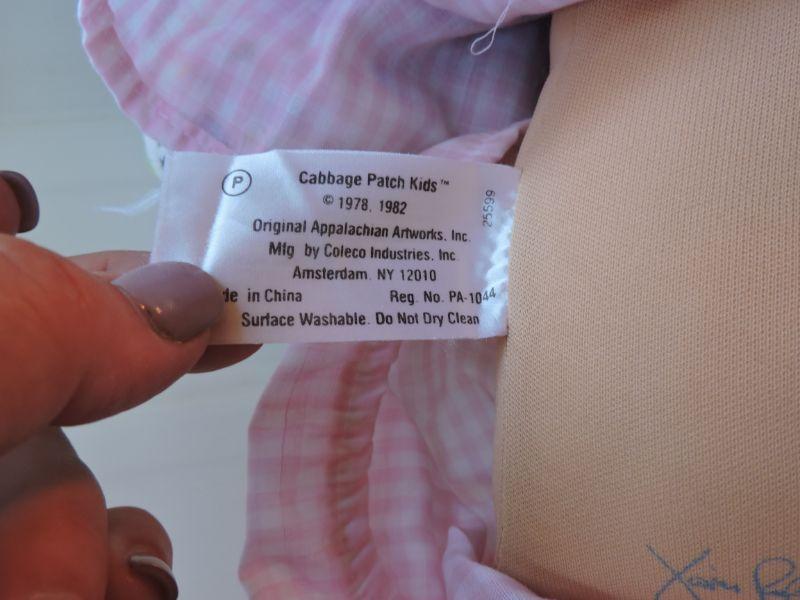 P
Cabbage Patch Kids™
© 1978, 1982
Original Appalachian Artworks, Inc.
Mfg by Coleco Industries, Inc.
Amsterdam, NY 12010
de in China Reg. No. PA-1044
Surface Washable. Do Not Dry Clean
25599